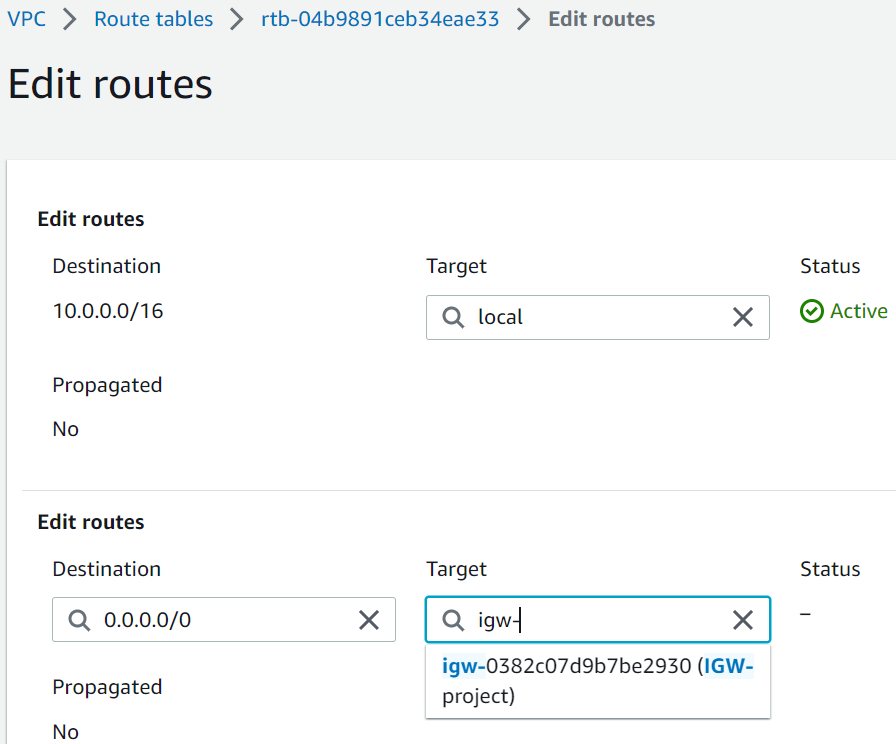 VPC > Route tables > rtb-04b9891ceb34eae33 > Edit routes
Edit routes
Edit routes
Destination Target Status
10.0.0.0/16 local Active
Propagated
No
Edit routes
Destination Target Status
0.0.0.0/0 igw- –
igw-0382c07d9b7be2930 (IGW-
project)
Propagated
No